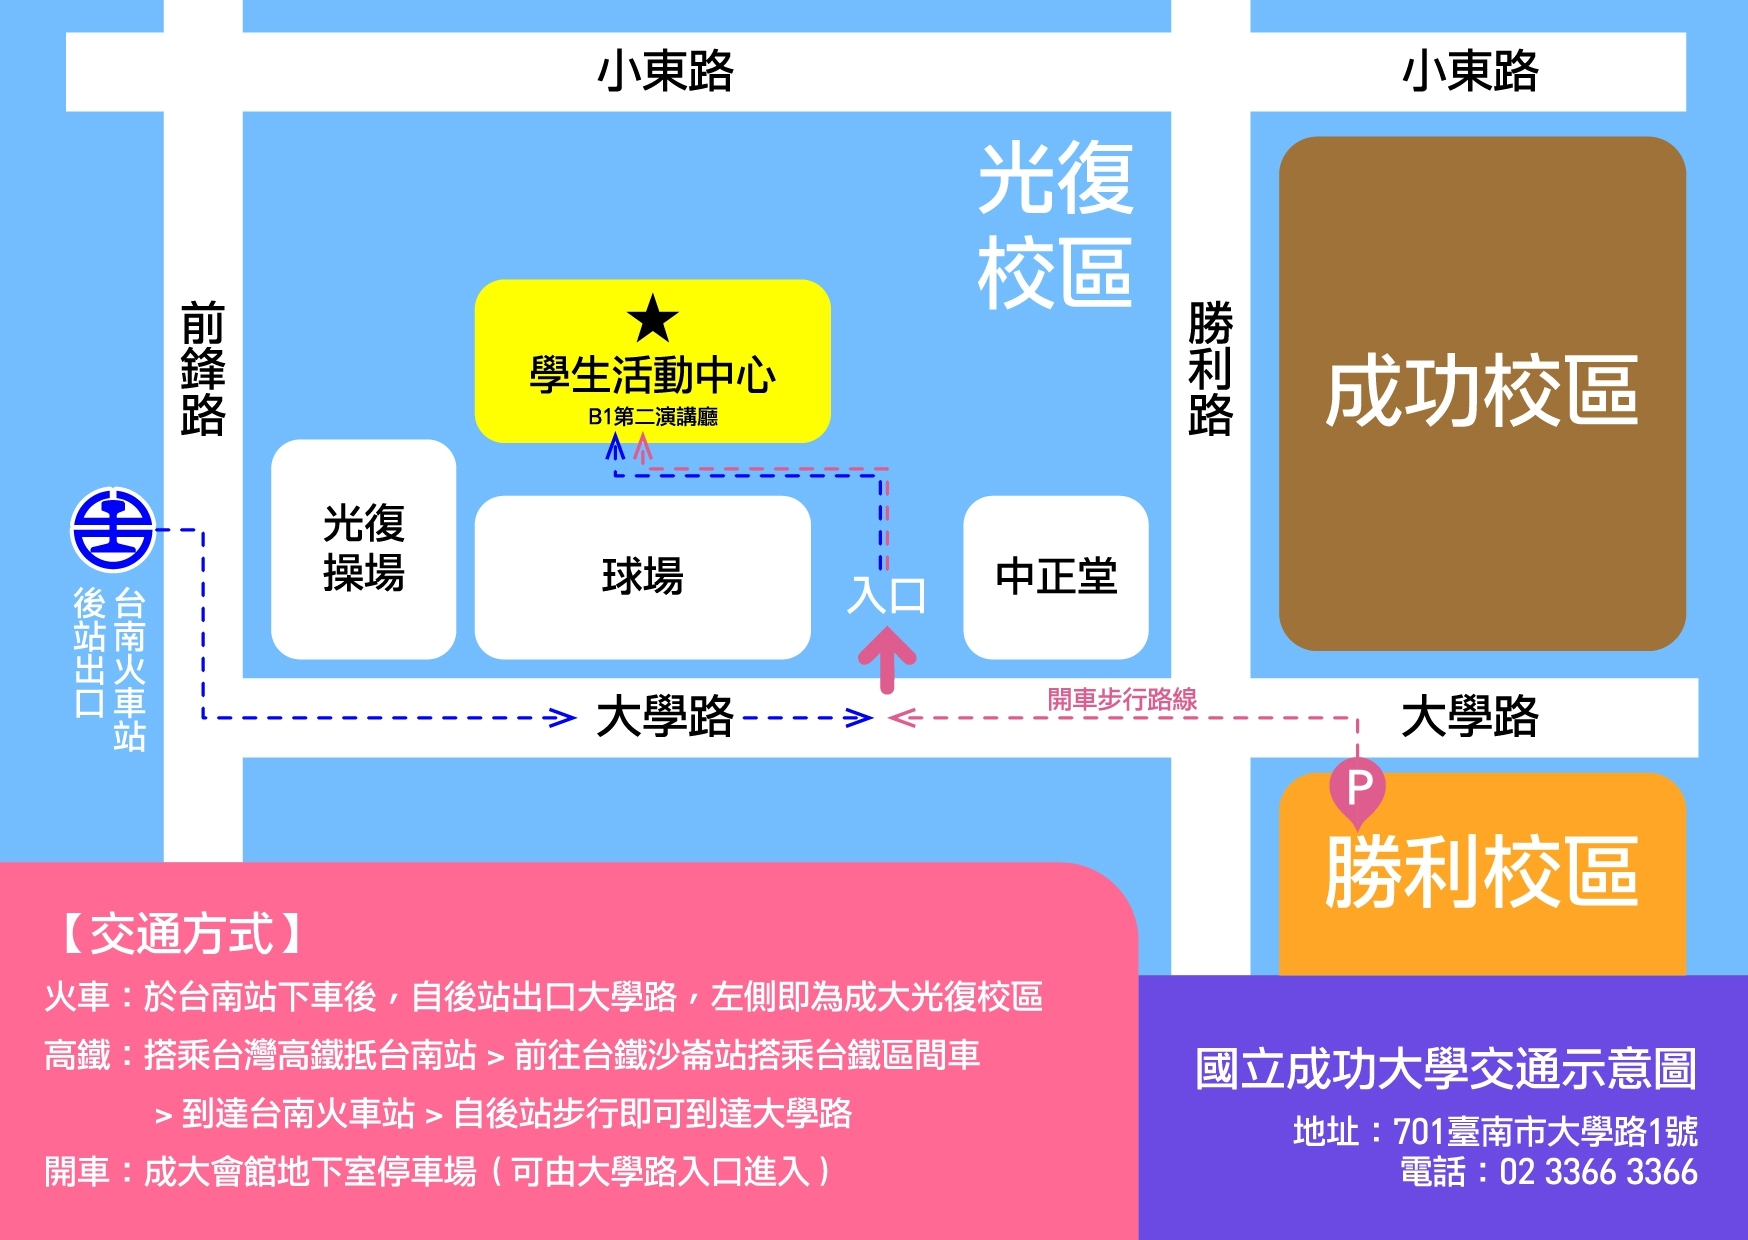 小東路
小東路
光復
校區
前鋒路
勝利路
學生活動中心
B1第二演講廳
成功校區
光復
操場
球場
入口
中正堂
台南火車站
後站出口
開車步行路線
大學路
大學路
P
勝利校區
【交通方式】
火車：於台南站下車後，自後站出口大學路，左側即為成大光復校區
高鐵：搭乘台灣高鐵抵台南站 > 前往台鐵沙崙站搭乘台鐵區間車
> 到達台南火車站 > 自後站步行即可到達大學路
開車：成大會館地下室停車場（可由大學路入口進入）
國立成功大學交通示意圖
地址：701臺南市大學路1號
電話：02 3366 3366